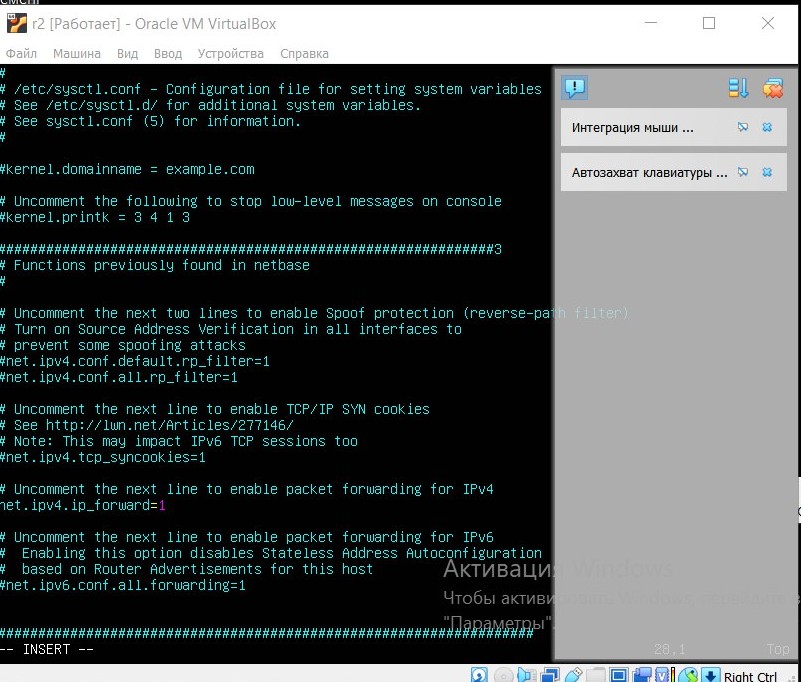 r2 [Работает] - Oracle VM VirtualBox
Файл Машина Вид Ввод Устройства Справка
#
# /etc/sysctl.conf - Configuration file for setting system variables
# See /etc/sysctl.d/ for additional system variables.
# See sysctl.conf (5) for information.
#
#kernel.domainname = example.com
# Uncomment the following to stop low-level messages on console
#kernel.printk = 3 4 1 3
##############################################################3
# Functions previously found in netbase
#
# Uncomment the next two lines to enable Spoof protection (reverse-path filter)
# Turn on Source Address Verification in all interfaces to
# prevent some spoofing attacks
#net.ipv4.conf.default.rp_filter=1
#net.ipv4.conf.all.rp_filter=1
# Uncomment the next line to enable TCP/IP SYN cookies
# See http://lwn.net/Articles/277146/
# Note: This may impact IPv6 TCP sessions too
#net.ipv4.tcp_syncookies=1
# Uncomment the next line to enable packet forwarding for IPv4
net.ipv4.ip_forward=1
# Uncomment the next line to enable packet forwarding for IPv6
#  Enabling this option disables Stateless Address Autoconfiguration
#  based on Router Advertisements for this host
#net.ipv6.conf.all.forwarding=1
###################################################################
-- INSERT --
28,1 Top
Интеграция мыши ...
Автозахват клавиатуры ...
Активация Windows
Чтобы активировать Windows, перейдите в
"Параметры".
Right Ctrl